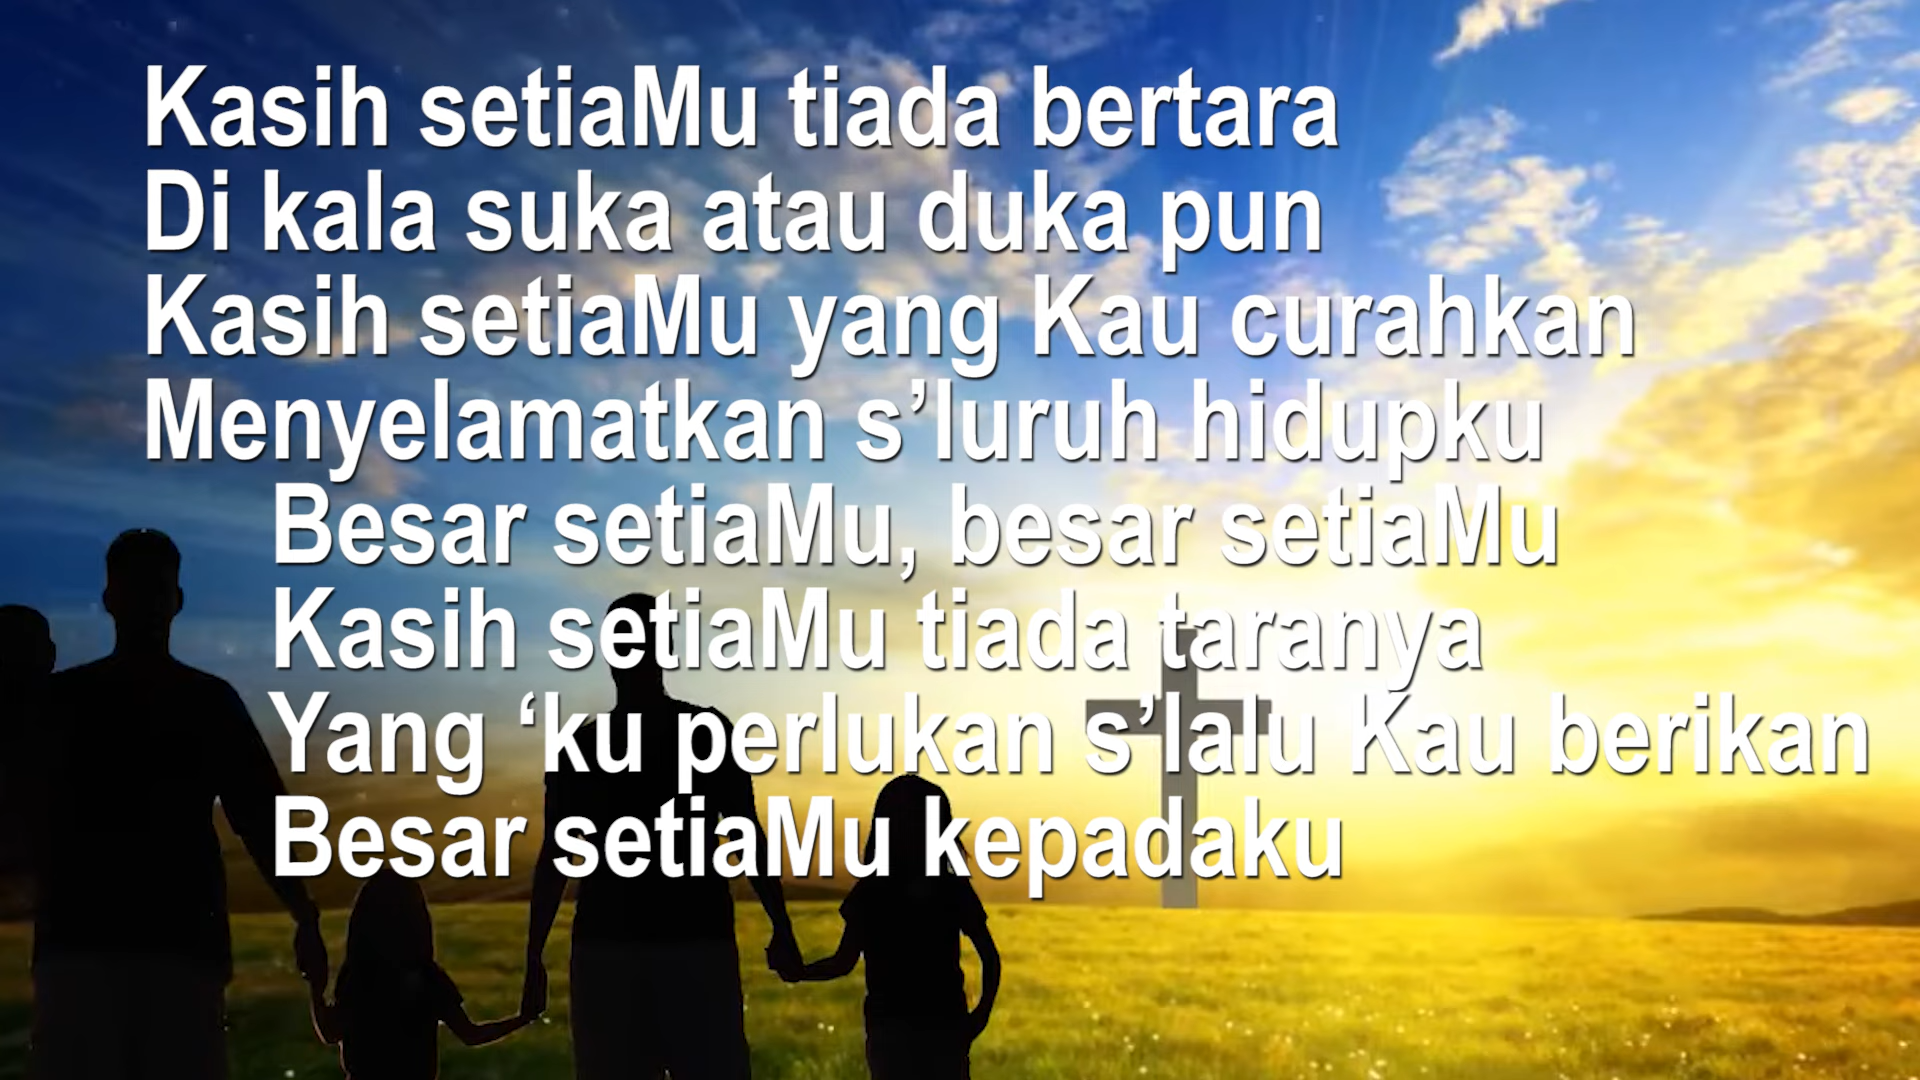 Kasih setiaMu tiada bertara
Di kala suka atau duka pun
Kasih setiaMu yang Kau curahkan
Menyelamatkan s’luruh hidupku
Besar setiaMu, besar setiaMu
Kasih setiaMu tiada taranya
Yang ‘ku perlukan s’lalu Kau berikan
Besar setiaMu kepadaku